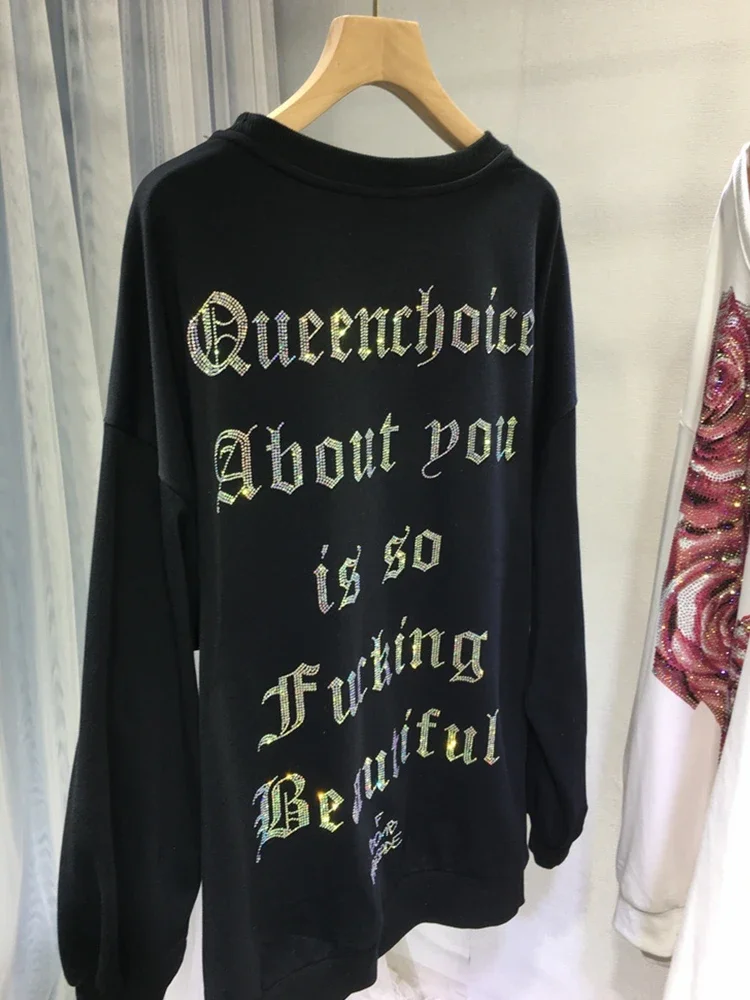 Queenchoice
About you
is so
Fucking
Beautiful